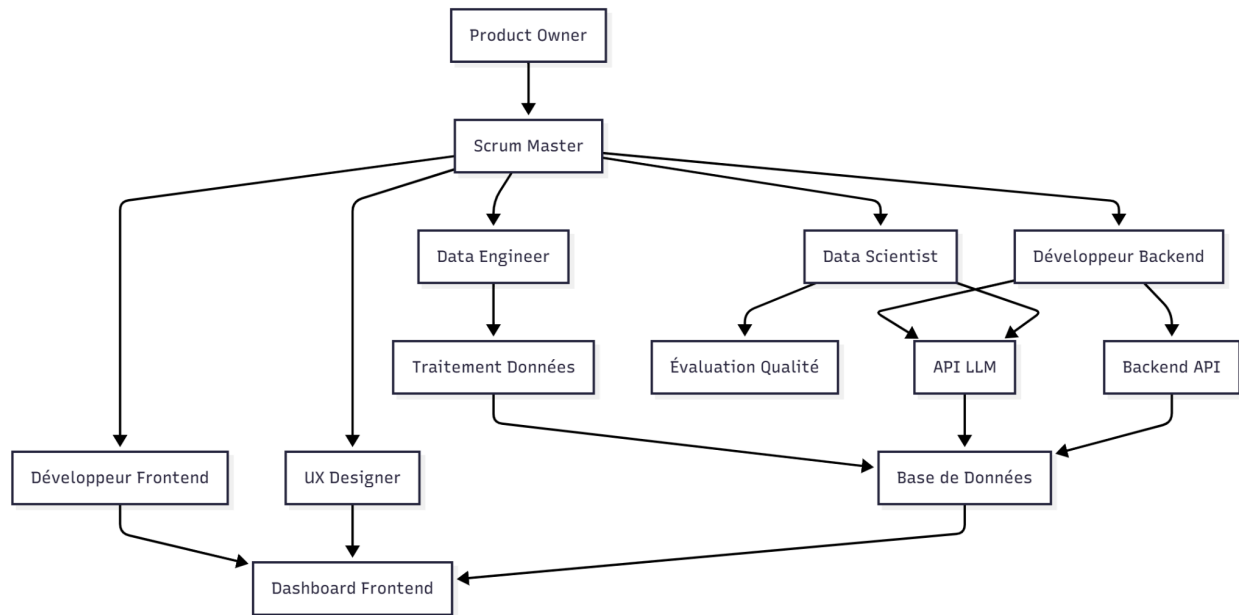 Product Owner
Scrum Master
Data Engineer
Data Scientist
Développeur Backend
Traitement Données
Évaluation Qualité
API LLM
Backend API
Développeur Frontend
UX Designer
Base de Données
Dashboard Frontend